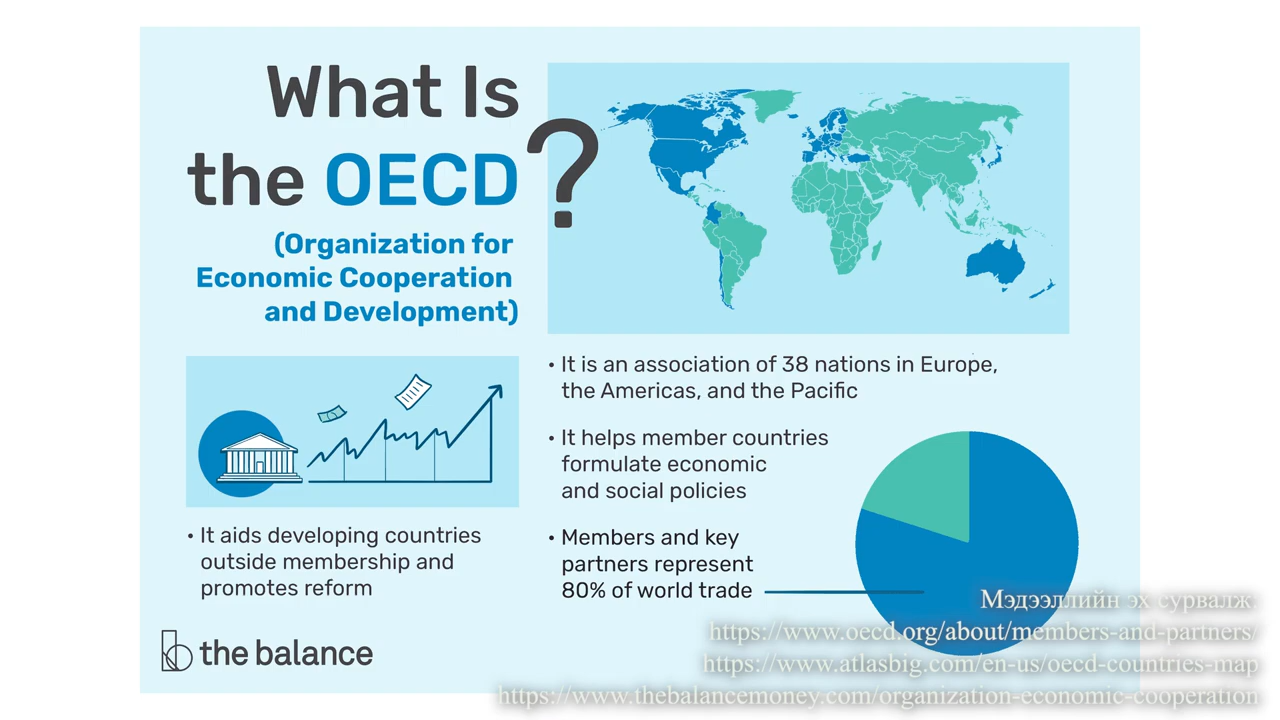 What Is
the OECD?
(Organization for
Economic Cooperation
and Development)
• It is an association of 38 nations in Europe,
the Americas, and the Pacific
• It helps member countries
formulate economic
and social policies
• Members and key
partners represent
80% of world trade
• It aids developing countries
outside membership and
promotes reform
the balance
Мэдээллийн эх сурвалж:
https://www.oecd.org/about/members-and-partners/
https://www.atlasbig.com/en-us/oecd-countries-map
https://www.thebalancemoney.com/organization-economic-cooperation